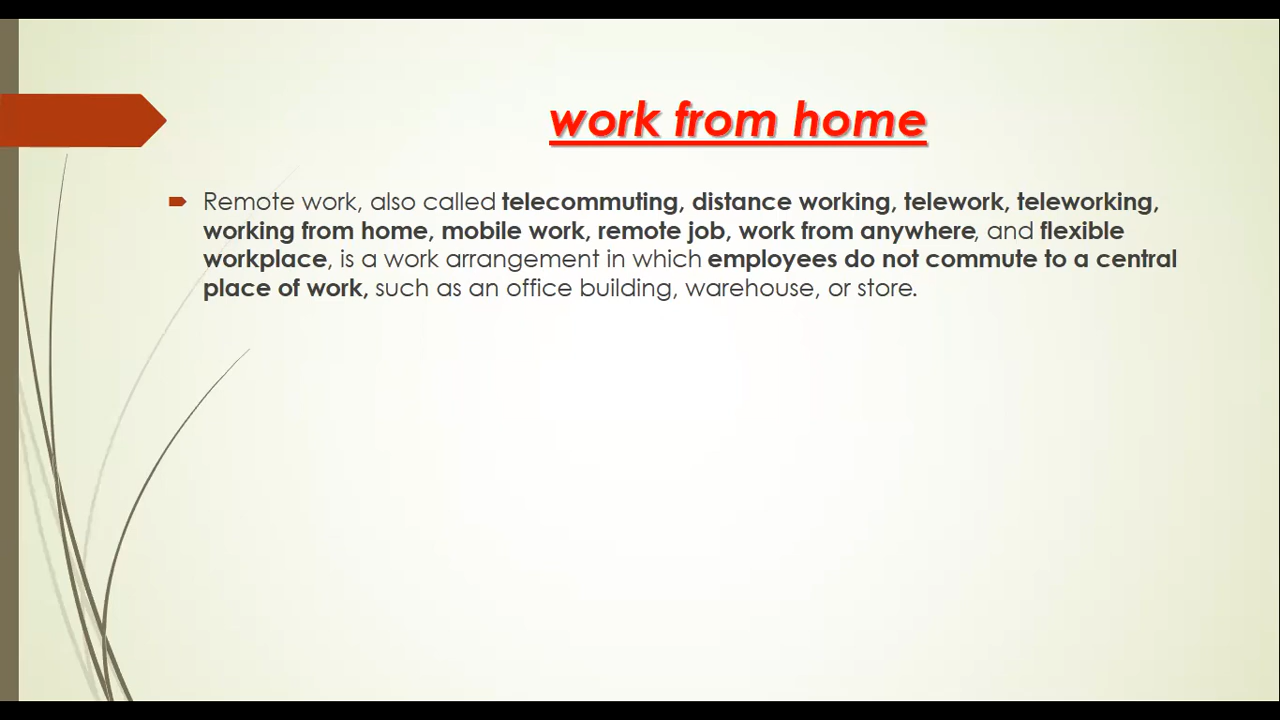 work from home
Remote work, also called telecommuting, distance working, telework, teleworking,
working from home, mobile work, remote job, work from anywhere, and flexible
workplace, is a work arrangement in which employees do not commute to a central
place of work, such as an office building, warehouse, or store.